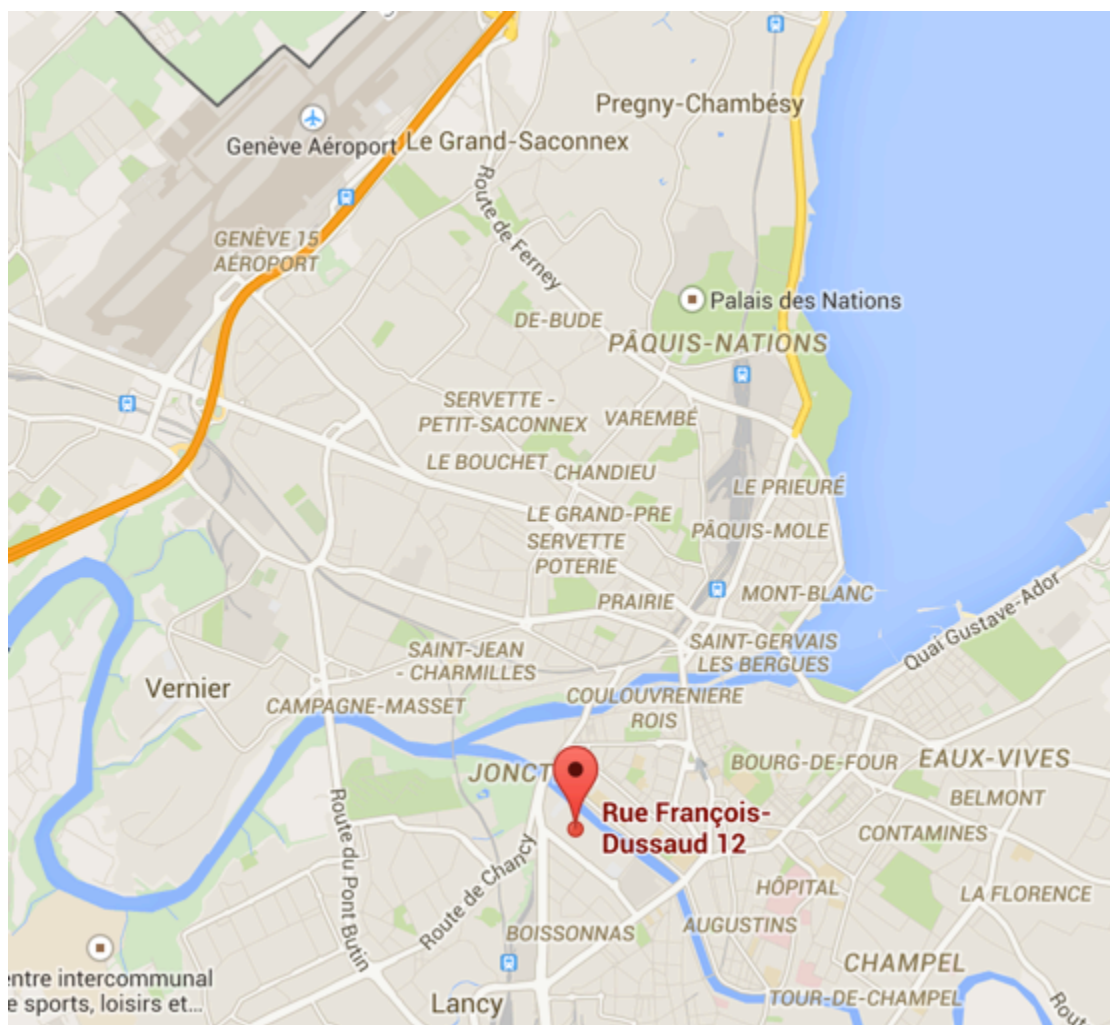 Pregny-Chambésy
Genève Aéroport
Le Grand-Saconnex
Route de Ferney
GENÈVE 15
AÉROPORT
Palais des Nations
DE-BUDE
PÂQUIS-NATIONS
SERVETTE -
PETIT-SACONNEX
VAREMBÉ
LE BOUCHET
CHANDIEU
LE PRIEURÉ
LE GRAND-PRE
PÂQUIS-MOLE
SERVETTE
POTERIE
PRAIRIE
MONT-BLANC
Quai Gustave-Ador
SAINT-JEAN
- CHARMILLES
SAINT-GERVAIS
LES BERGUES
Vernier
CAMPAGNE-MASSET
COULOUVRENIERE
ROIS
JONCT
BOURG-DE-FOUR
EAUX-VIVES
BELMONT
Rue François-
Dussaud 12
CONTAMINES
Route du Pont Butin
Route de Chancy
HÔPITAL
LA FLORENCE
BOISSONNAS
AUGUSTINS
CHAMPEL
entre intercommunal
e sports, loisirs et...
Lancy
TOUR-DE-CHAMPEL
Rou